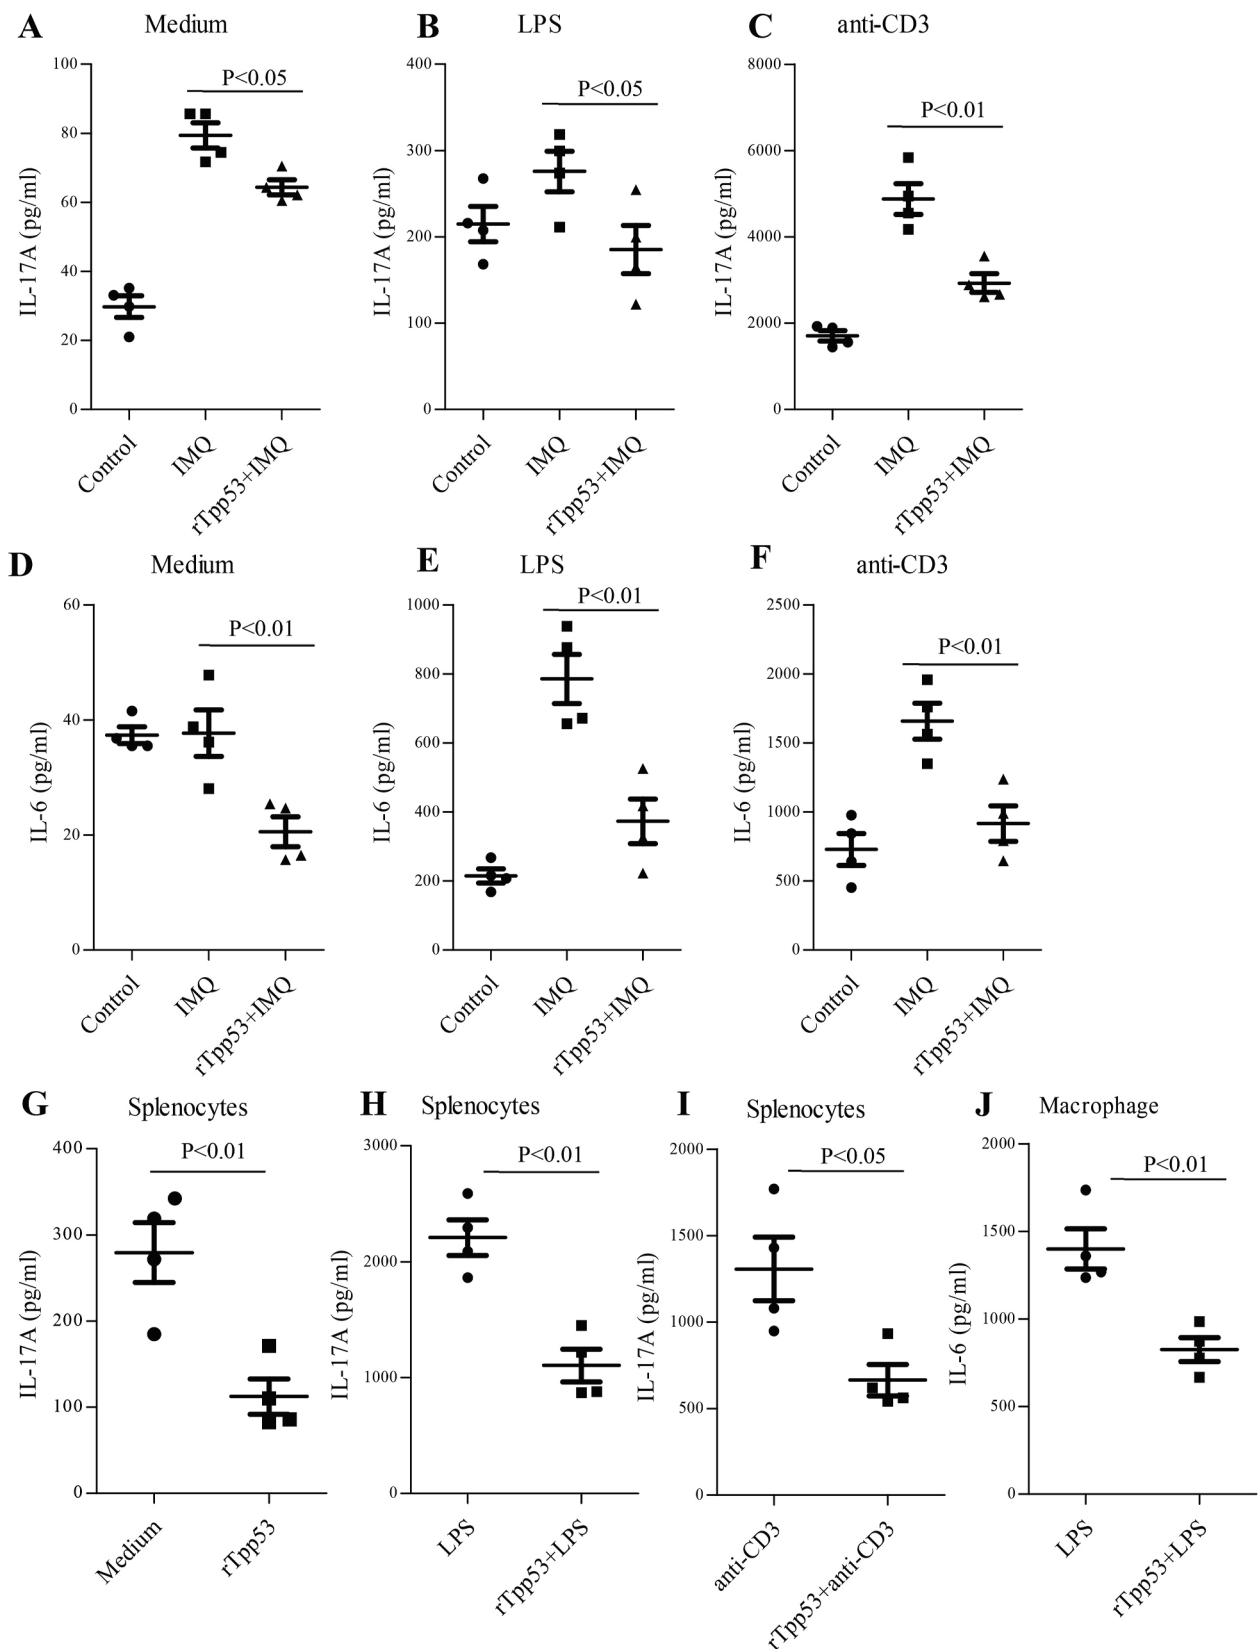 A
Medium
100
80
60
40
20
0
IL-17A (pg/ml)
P<0.05
Control
IMQ
rTpp53+IMQ
B
LPS
400
300
200
100
0
IL-17A (pg/ml)
P<0.05
Control
IMQ
rTpp53+IMQ
C
anti-CD3
8000
6000
4000
2000
0
IL-17A (pg/ml)
P<0.01
Control
IMQ
rTpp53+IMQ
D
Medium
60
40
20
0
IL-6 (pg/ml)
P<0.01
Control
IMQ
rTpp53+IMQ
E
LPS
1000
800
600
400
200
0
IL-6 (pg/ml)
P<0.01
Control
IMQ
rTpp53+IMQ
F
anti-CD3
2500
2000
1500
1000
500
0
IL-6 (pg/ml)
P<0.01
Control
IMQ
rTpp53+IMQ
G
Splenocytes
400
300
200
100
0
IL-17A (pg/ml)
P<0.01
Medium
rTpp53
H
Splenocytes
3000
2000
1000
0
IL-17A (pg/ml)
P<0.01
LPS
rTpp53+LPS
I
Splenocytes
2000
1500
1000
500
0
IL-17A (pg/ml)
P<0.05
anti-CD3
rTpp53+anti-CD3
J
Macrophage
2000
1500
1000
500
0
IL-6 (pg/ml)
P<0.01
LPS
rTpp53+LPS